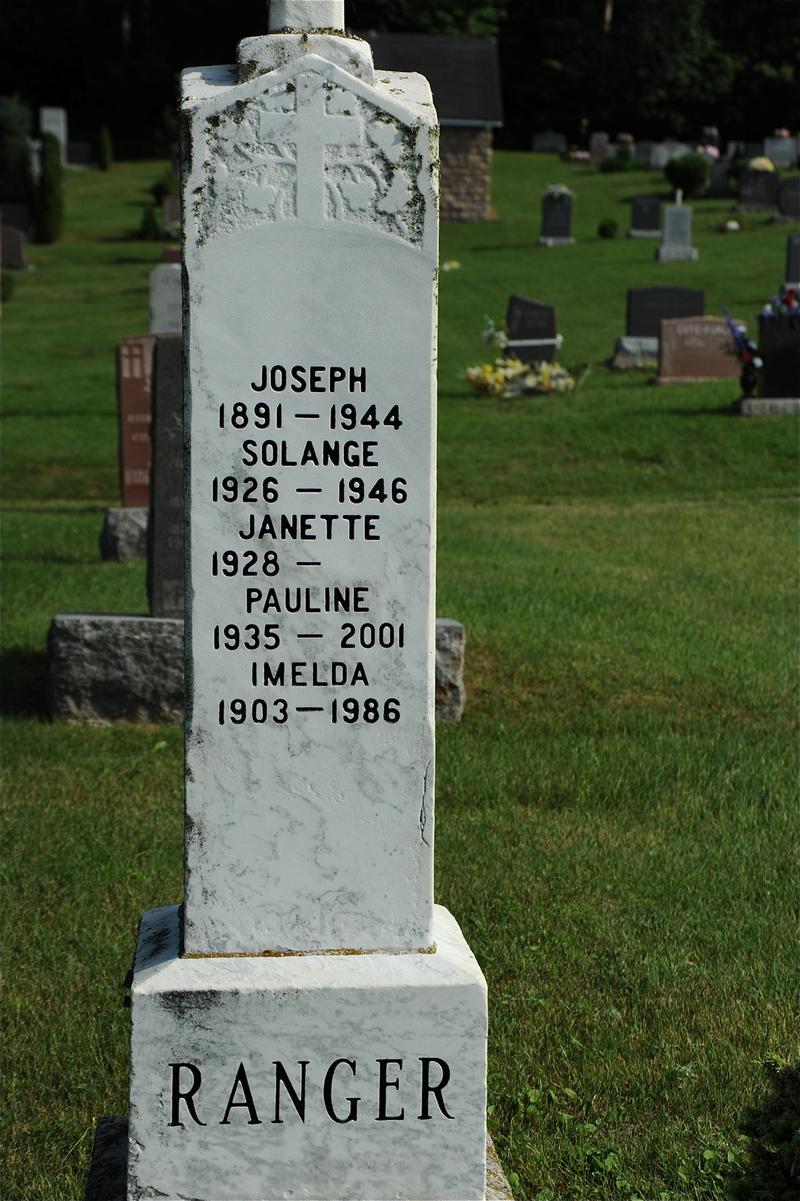 JOSEPH
1891 – 1944
SOLANGE
1926 – 1946
JANETTE
1928 –
PAULINE
1935 – 2001
IMELDA
1903 – 1986
RANGER